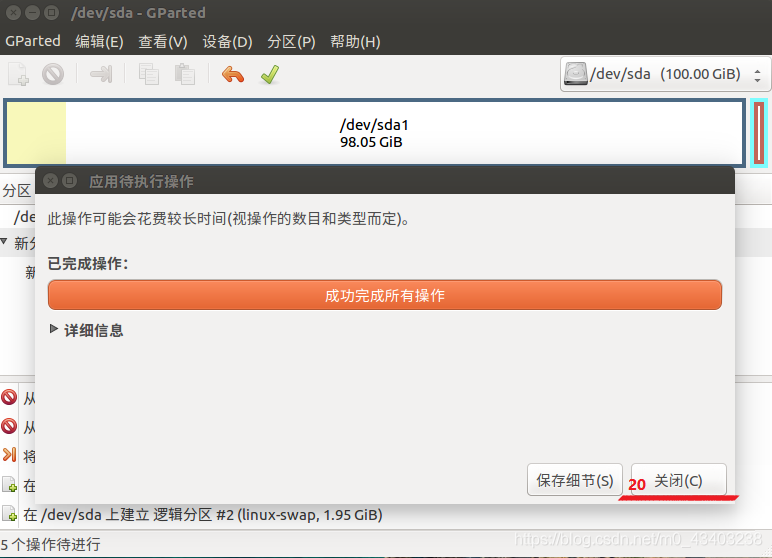 /dev/sda - GParted
GParted 编辑(E) 查看(V) 设备(D) 分区(P) 帮助(H)
/dev/sda (100.00 GiB)
/dev/sda1
98.05 GiB
应用待执行操作
分区
此操作可能会花费较长时间(视操作的数目和类型而定)。
/de
新分
已完成操作：
新
成功完成所有操作
详细信息
从
从
将
保存细节(S) 20 关闭(C)
在
在 /dev/sda 上建立 逻辑分区 #2 (linux-swap, 1.95 GiB)
https://blog.csdn.net/m0_43403238
5 个操作待进行